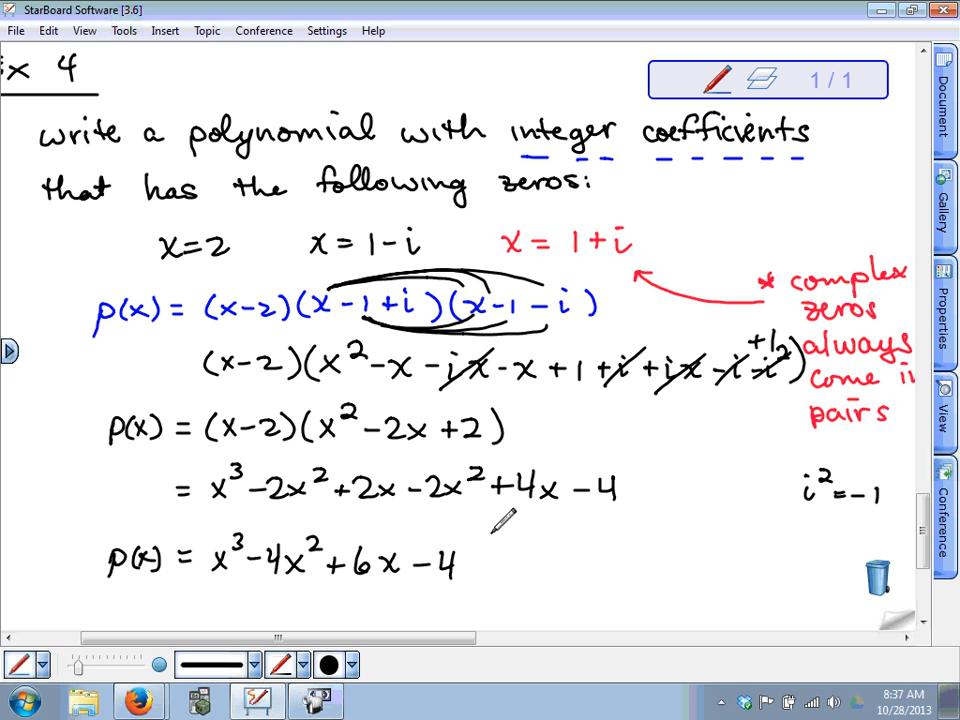 StarBoard Software [3.6]
File Edit View Tools Insert Topic Conference Settings Help
Ex 4
1 / 1
write a polynomial with integer coefficients
that has the following zeros:
x=2 x = 1-i x = 1+i
* complex
zeros
always
come i
pairs
p(x) = (x-2)(x-1+i)(x-1-i)
(x-2)(x²-x-ix-x+1+i+ix-i-i²) +1
p(x) = (x-2)(x²-2x+2)
= x³-2x²+2x-2x²+4x-4
i²=-1
p(x) = x³-4x²+6x-4
Document
Gallery
Properties
View
Conference
8:37 AM
10/28/2013